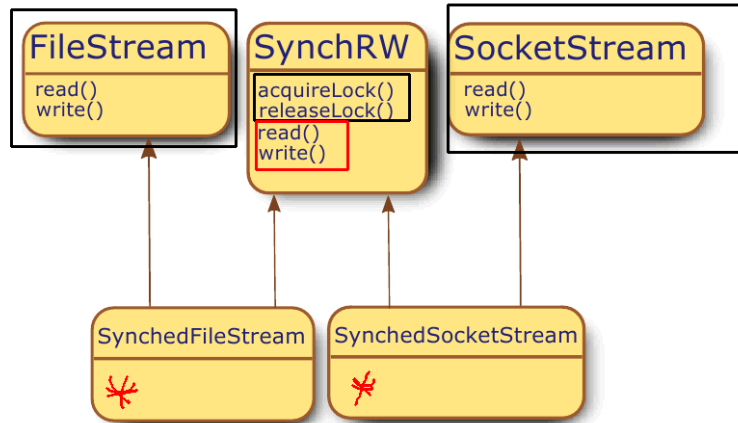 FileStream
read()
write()
SynchRW
acquireLock()
releaseLock()
read()
write()
SocketStream
read()
write()
SynchedFileStream
SynchedSocketStream